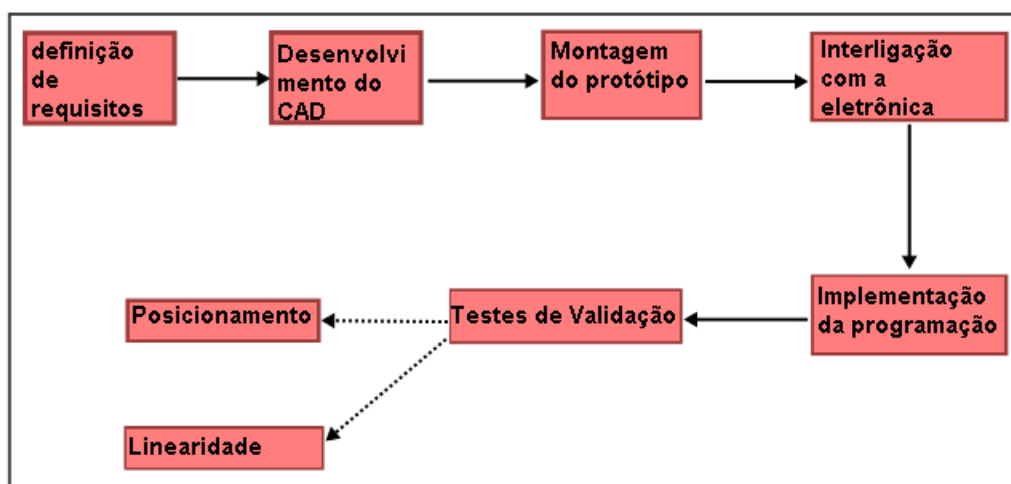 definição
de
requisitos
Desenvolvi
mento do
CAD
Montagem
do protótipo
Interligação
com a
eletrônica
Implementação
da programação
Testes de Validação
Posicionamento
Linearidade